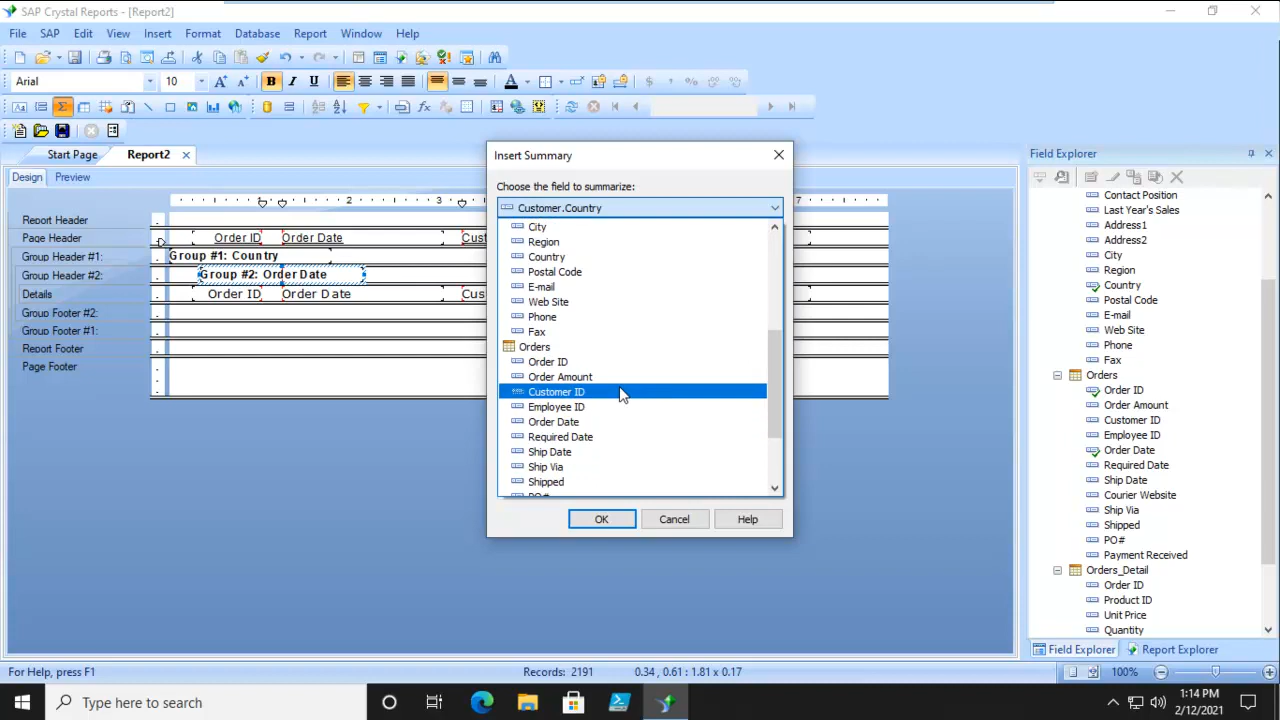 SAP Crystal Reports - [Report2]
File SAP Edit View Insert Format Database Report Window Help
Arial 10
Start Page Report2
Design Preview
Report Header
Page Header Order ID Order Date
Group Header #1: Group #1: Country
Group Header #2: Group #2: Order Date
Details Order ID Order Date
Group Footer #2:
Group Footer #1:
Report Footer
Page Footer
2 3 7
Insert Summary
Choose the field to summarize:
Customer.Country
City
Region
Country
Postal Code
E-mail
Web Site
Phone
Fax
Orders
Order ID
Order Amount
Customer ID
Employee ID
Order Date
Required Date
Ship Date
Ship Via
Shipped
PO#
OK Cancel Help
Field Explorer
Contact Position
Last Year's Sales
Address1
Address2
City
Region
Country
Postal Code
E-mail
Web Site
Phone
Fax
Orders
Order ID
Order Amount
Customer ID
Employee ID
Order Date
Required Date
Ship Date
Courier Website
Ship Via
Shipped
PO#
Payment Received
Orders_Detail
Order ID
Product ID
Unit Price
Quantity
Field Explorer Report Explorer
For Help, press F1 Records: 2191 0.34 , 0.61 : 1.81 x 0.17 100%
Type here to search
1:14 PM
2/12/2021